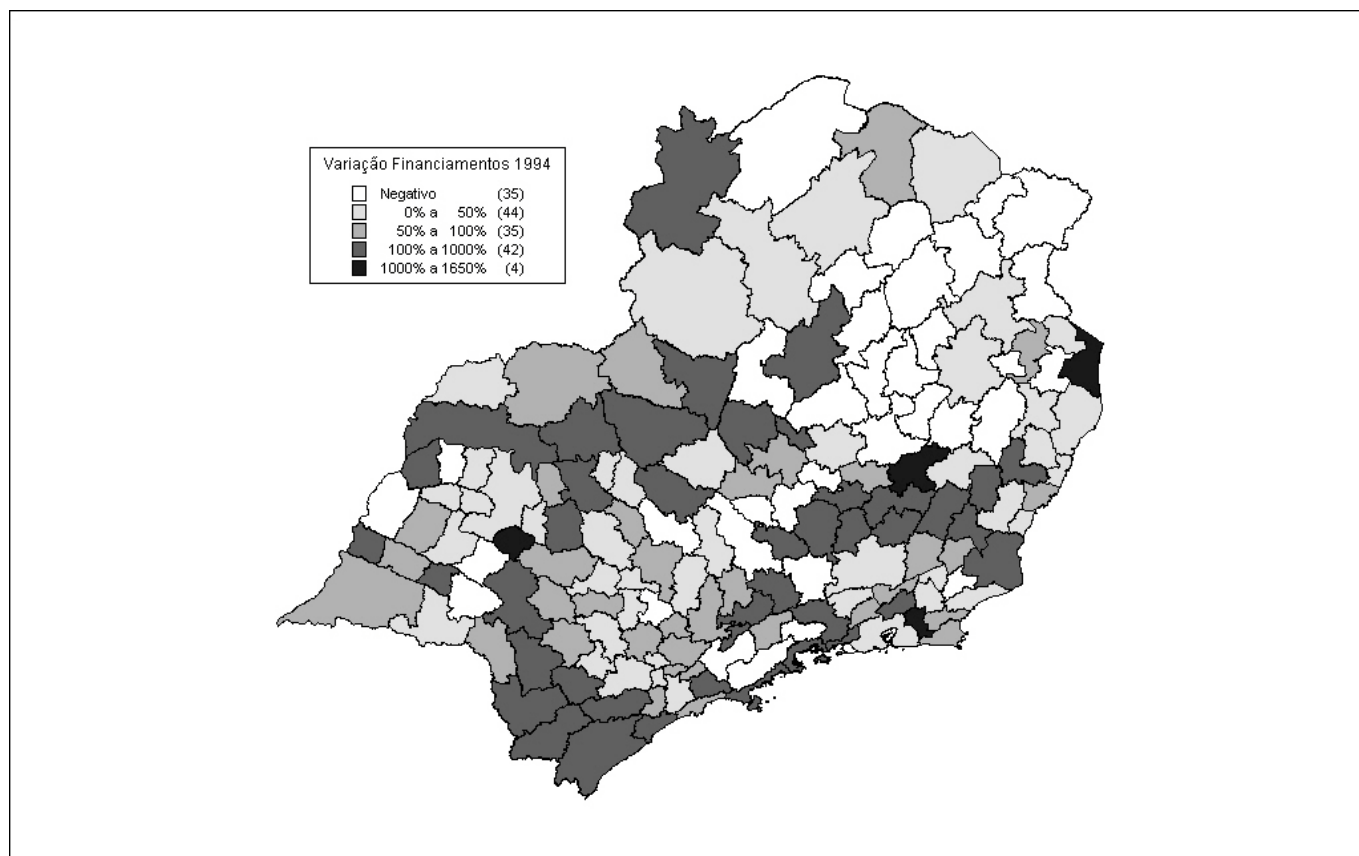 Variação Financiamentos 1994
Negativo (35)
0% a 50% (44)
50% a 100% (35)
100% a 1000% (42)
1000% a 1650% (4)